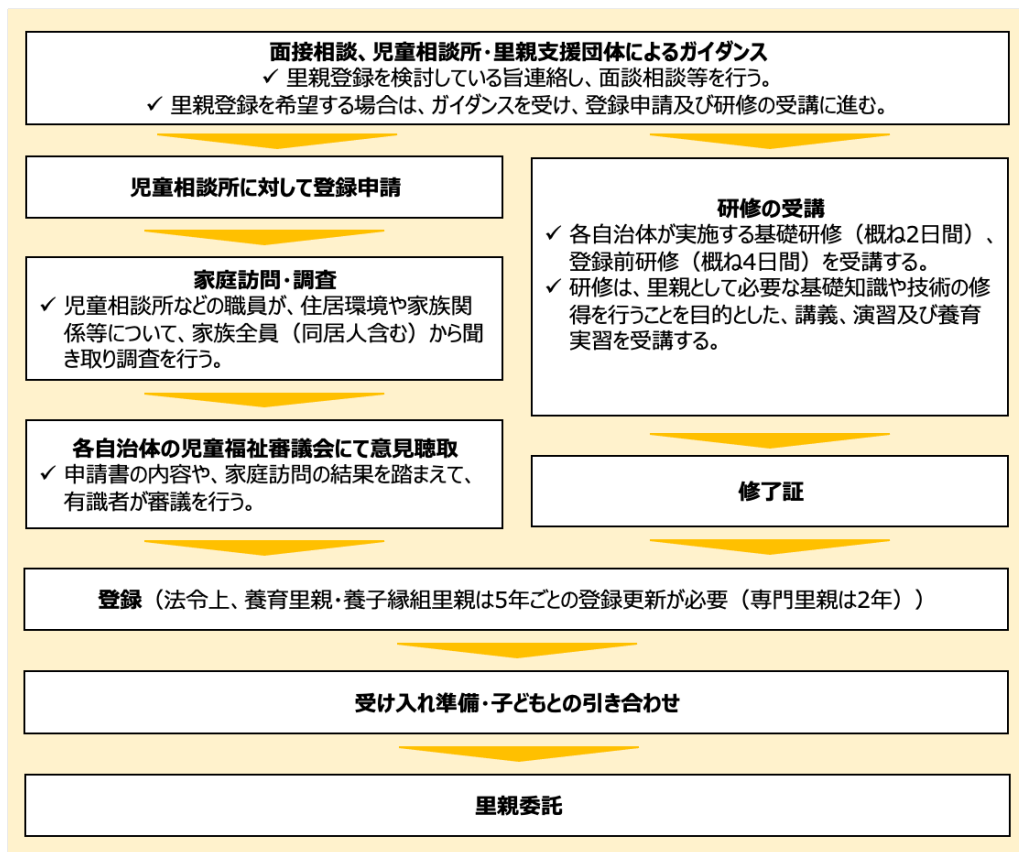 面接相談、児童相談所・里親支援団体によるガイダンス
✓ 里親登録を検討している旨連絡し、面談相談等を行う。
✓ 里親登録を希望する場合は、ガイダンスを受け、登録申請及び研修の受講に進む。
児童相談所に対して登録申請
家庭訪問・調査
✓ 児童相談所などの職員が、住居環境や家族関
係等について、家族全員（同居人含む）から聞
き取り調査を行う。
各自治体の児童福祉審議会にて意見聴取
✓ 申請書の内容や、家庭訪問の結果を踏まえて、
有識者が審議を行う。
研修の受講
✓ 各自治体が実施する基礎研修（概ね2日間）、
登録前研修（概ね4日間）を受講する。
✓ 研修は、里親として必要な基礎知識や技術の修
得を行うことを目的とした、講義、演習及び養育
実習を受講する。
修了証
登録（法令上、養育里親・養子縁組里親は5年ごとの登録更新が必要（専門里親は2年））
受け入れ準備・子どもとの引き合わせ
里親委託